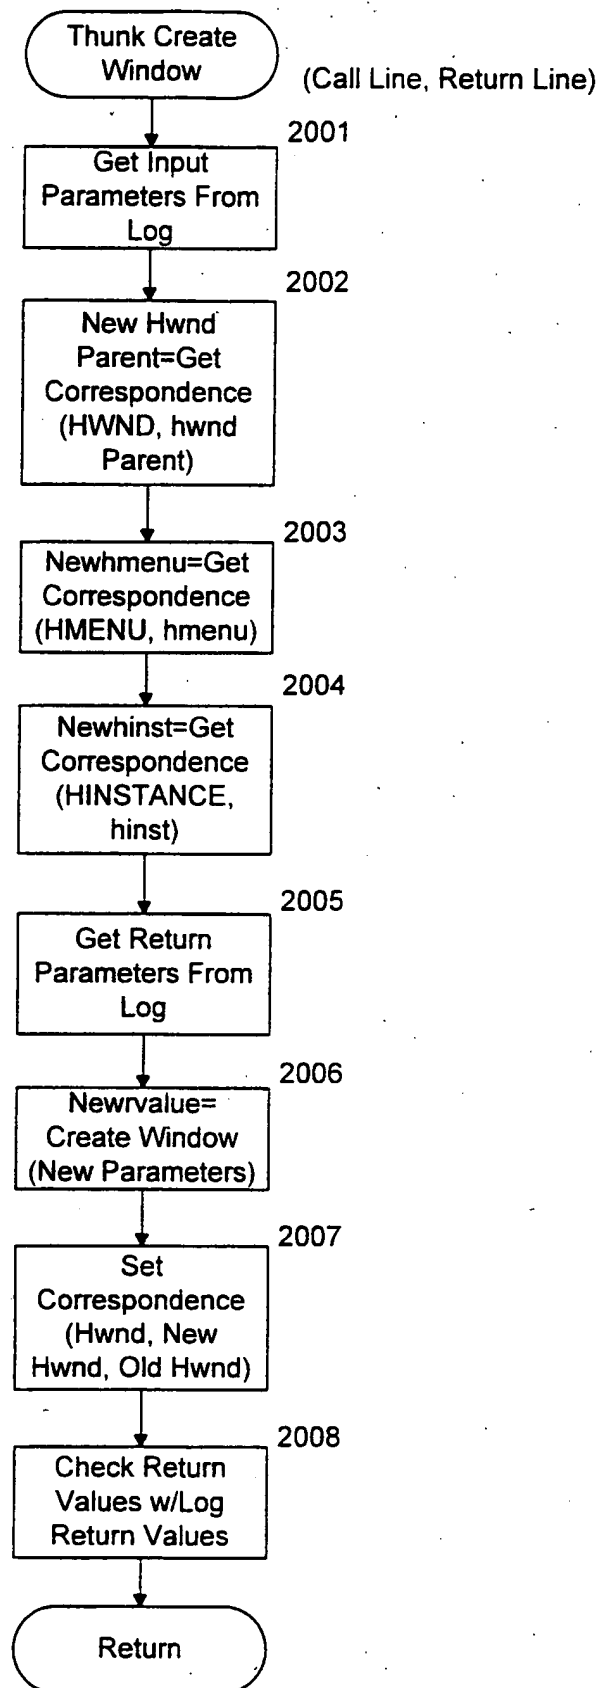 Thunk Create
Window
(Call Line, Return Line)
2001
Get Input
Parameters From
Log
2002
New Hwnd
Parent=Get
Correspondence
(HWND, hwnd
Parent)
2003
Newhmenu=Get
Correspondence
(HMENU, hmenu)
2004
Newhinst=Get
Correspondence
(HINSTANCE,
hinst)
2005
Get Return
Parameters From
Log
2006
Newrvalue=
Create Window
(New Parameters)
2007
Set
Correspondence
(Hwnd, New
Hwnd, Old Hwnd)
2008
Check Return
Values w/Log
Return Values
Return